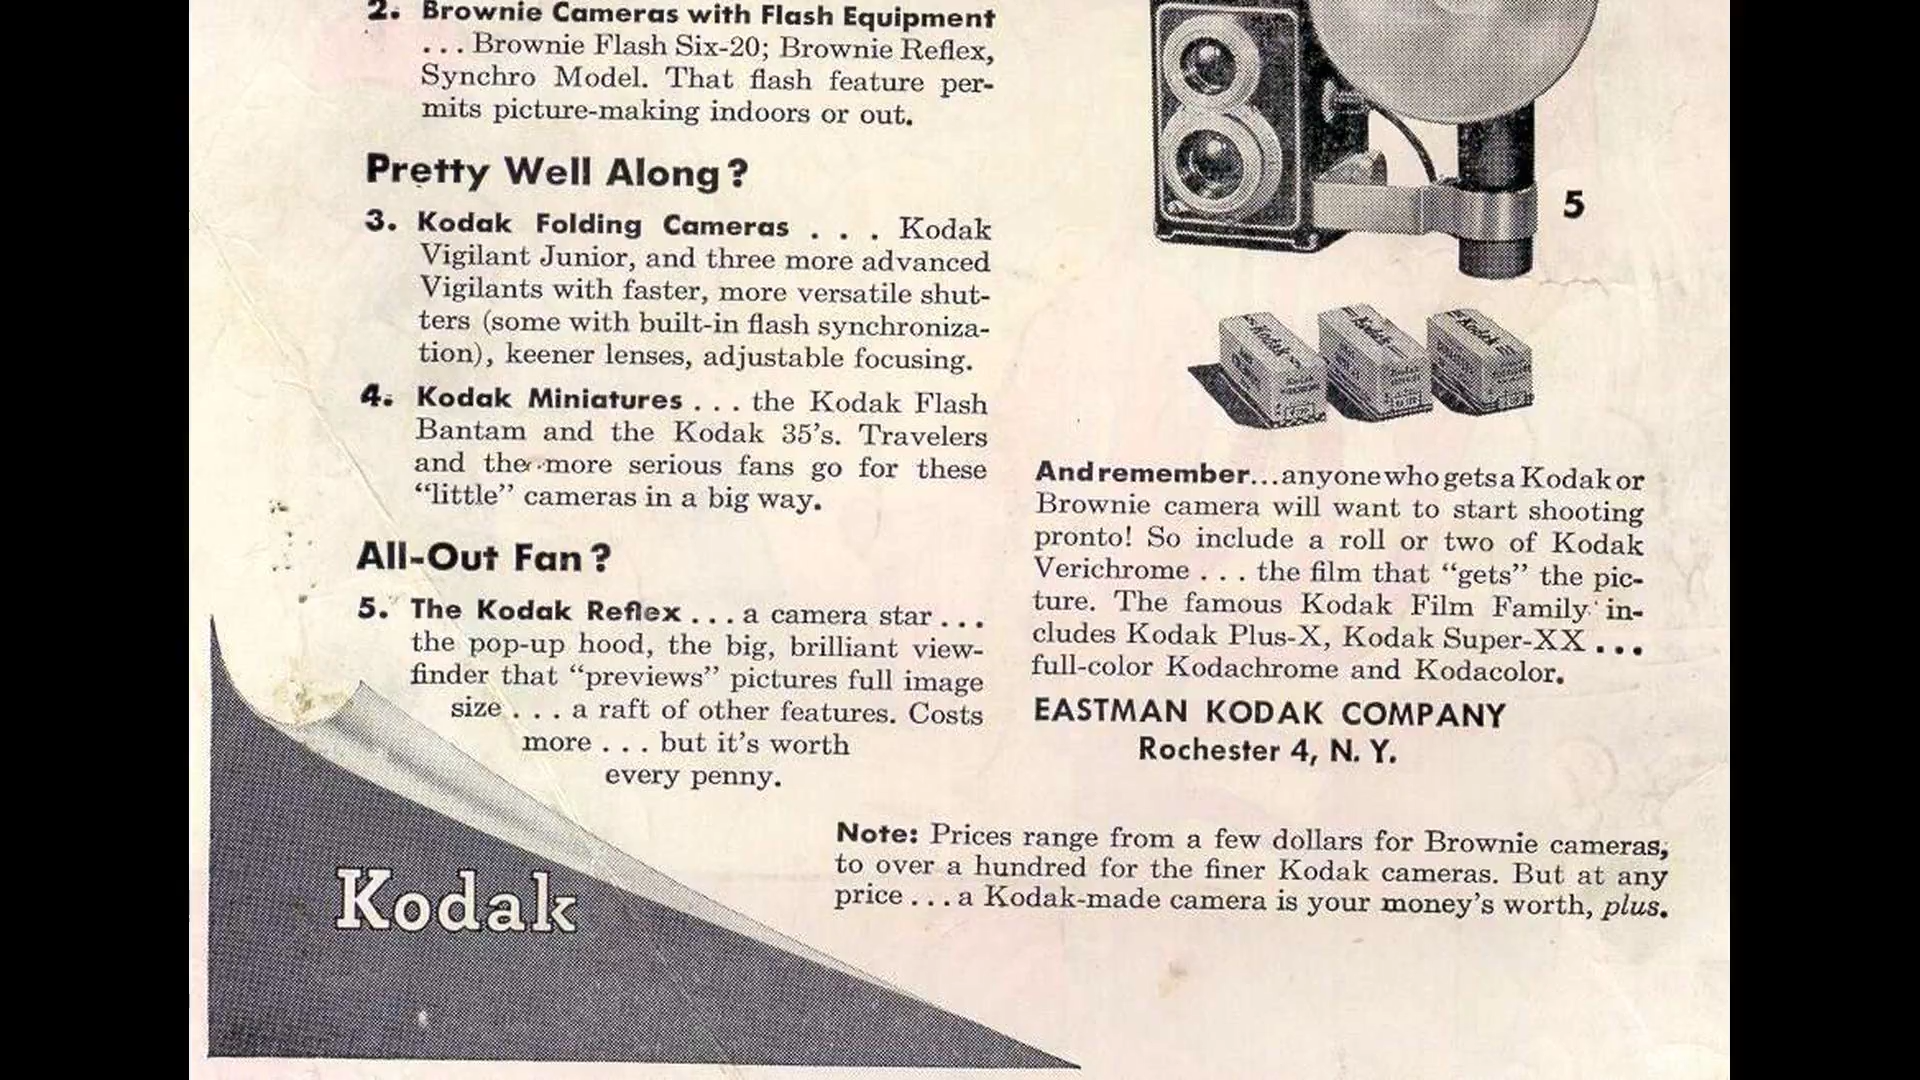 2. Brownie Cameras with Flash Equipment
... Brownie Flash Six-20; Brownie Reflex,
Synchro Model. That flash feature per-
mits picture-making indoors or out.
Pretty Well Along?
3. Kodak Folding Cameras . . . Kodak
Vigilant Junior, and three more advanced
Vigilants with faster, more versatile shut-
ters (some with built-in flash synchroniza-
tion), keener lenses, adjustable focusing.
4. Kodak Miniatures . . . the Kodak Flash
Bantam and the Kodak 35's. Travelers
and the more serious fans go for these
“little” cameras in a big way.
All-Out Fan?
5. The Kodak Reflex . . . a camera star . . .
the pop-up hood, the big, brilliant view-
finder that “previews” pictures full image
size . . . a raft of other features. Costs
more . . . but it's worth
every penny.
5
Kodak
Kodak
Kodak
And remember...anyone who gets a Kodak or
Brownie camera will want to start shooting
pronto! So include a roll or two of Kodak
Verichrome . . . the film that “gets” the pic-
ture. The famous Kodak Film Family in-
cludes Kodak Plus-X, Kodak Super-XX . . .
full-color Kodachrome and Kodacolor.
EASTMAN KODAK COMPANY
Rochester 4, N. Y.
Note: Prices range from a few dollars for Brownie cameras,
to over a hundred for the finer Kodak cameras. But at any
price . . . a Kodak-made camera is your money's worth, plus.
Kodak